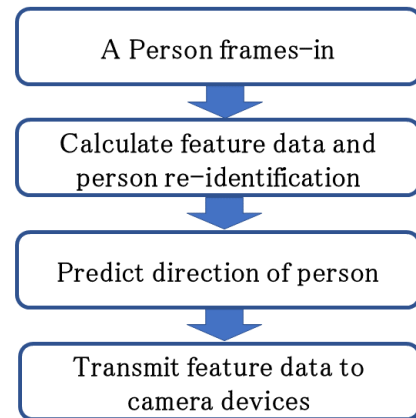 A Person frames-in
Calculate feature data and
person re-identification
Predict direction of person
Transmit feature data to
camera devices